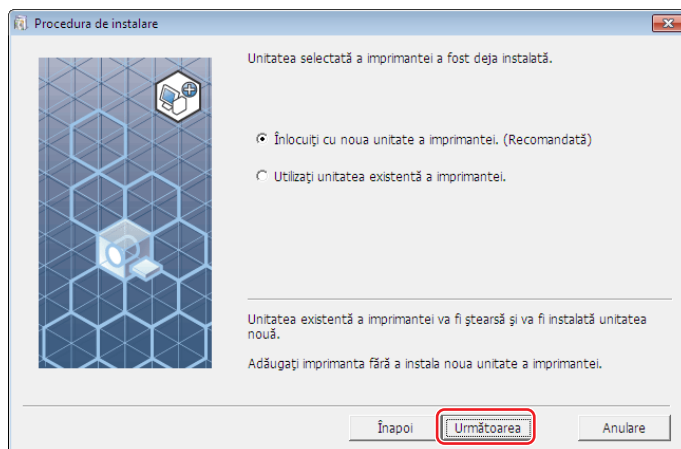 Procedura de instalare
Unitatea selectată a imprimantei a fost deja instalată.
Înlocuiţi cu noua unitate a imprimantei. (Recomandată)
Utilizaţi unitatea existentă a imprimantei.
Unitatea existentă a imprimantei va fi ştearsă şi va fi instalată unitatea
nouă.
Adăugaţi imprimanta fără a instala noua unitate a imprimantei.
Înapoi
Următoarea
Anulare